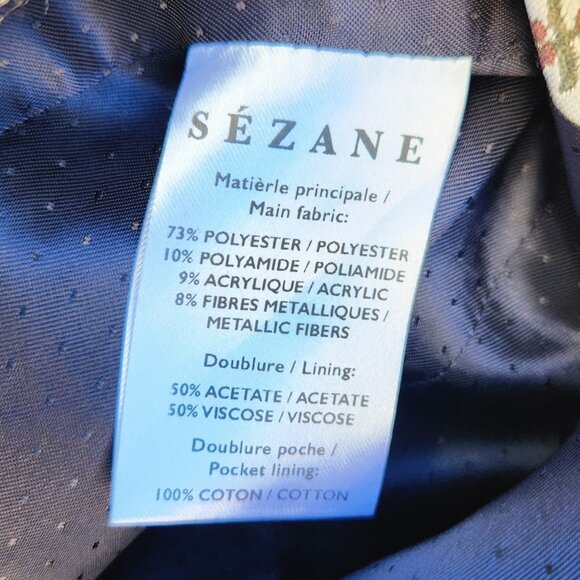 SÉZANE
Matièrle principale /
Main fabric:
73% POLYESTER / POLYESTER
10% POLYAMIDE / POLIAMIDE
9% ACRYLIQUE / ACRYLIC
8% FIBRES METALLIQUES /
METALLIC FIBERS
Doublure / Lining:
50% ACETATE / ACETATE
50% VISCOSE / VISCOSE
Doublure poche /
Pocket lining:
100% COTON / COTTON